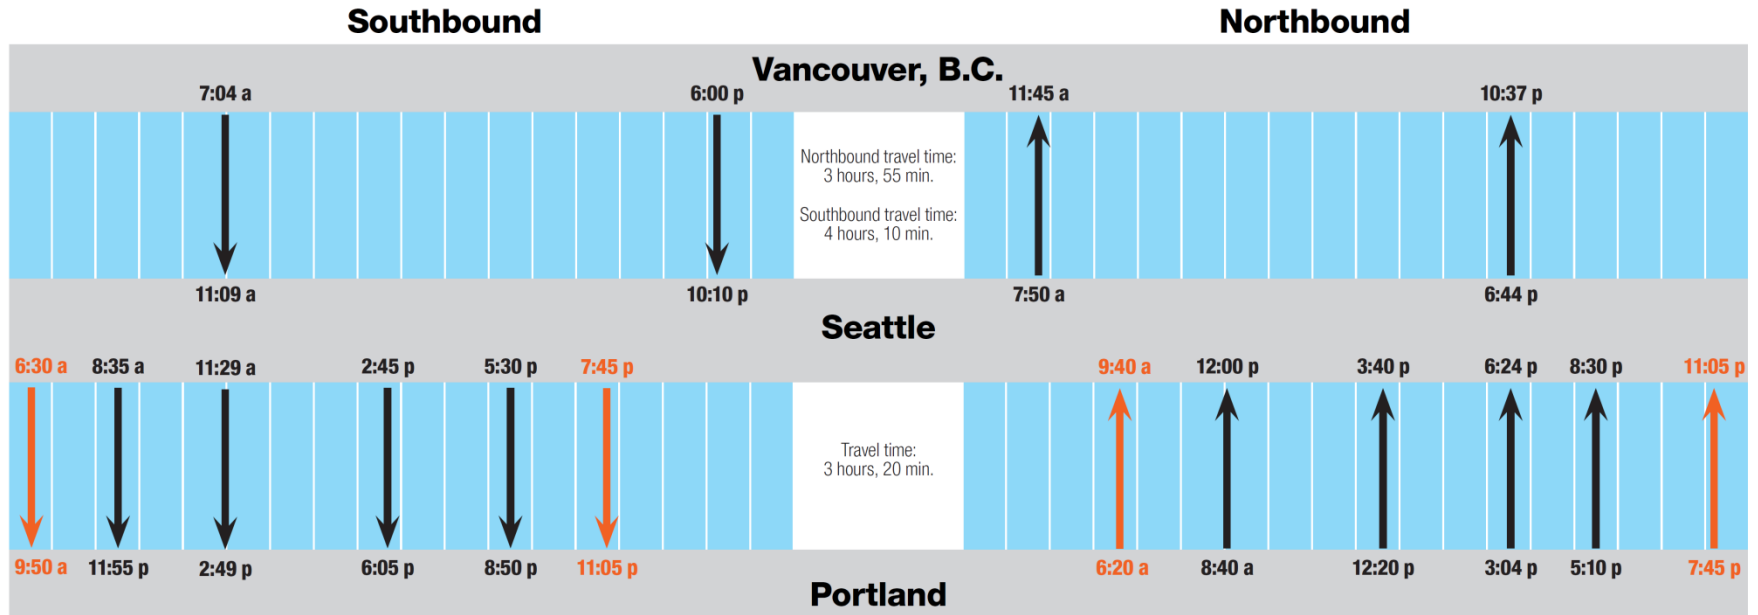 Southbound Northbound
Vancouver, B.C.
7:04 a 6:00 p 11:45 a 10:37 p
Northbound travel time:
3 hours, 55 min.
Southbound travel time:
4 hours, 10 min.
11:09 a 10:10 p 7:50 a 6:44 p
Seattle
6:30 a 8:35 a 11:29 a 2:45 p 5:30 p 7:45 p 9:40 a 12:00 p 3:40 p 6:24 p 8:30 p 11:05 p
Travel time:
3 hours, 20 min.
9:50 a 11:55 p 2:49 p 6:05 p 8:50 p 11:05 p 6:20 a 8:40 a 12:20 p 3:04 p 5:10 p 7:45 p
Portland